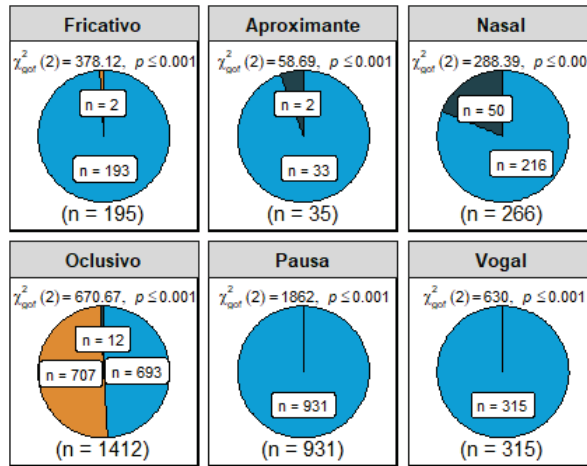 Fricativo
χ²gof (2) = 378.12, p ≤ 0.001
n = 2
n = 193
(n = 195)
Aproximante
χ²gof (2) = 58.69, p ≤ 0.001
n = 2
n = 33
(n = 35)
Nasal
χ²gof (2) = 288.39, p ≤ 0.00
n = 50
n = 216
(n = 266)
Oclusivo
χ²gof (2) = 670.67, p ≤ 0.001
n = 12
n = 707
n = 693
(n = 1412)
Pausa
χ²gof (2) = 1862, p ≤ 0.001
n = 931
(n = 931)
Vogal
χ²gof (2) = 630, p ≤ 0.001
n = 315
(n = 315)